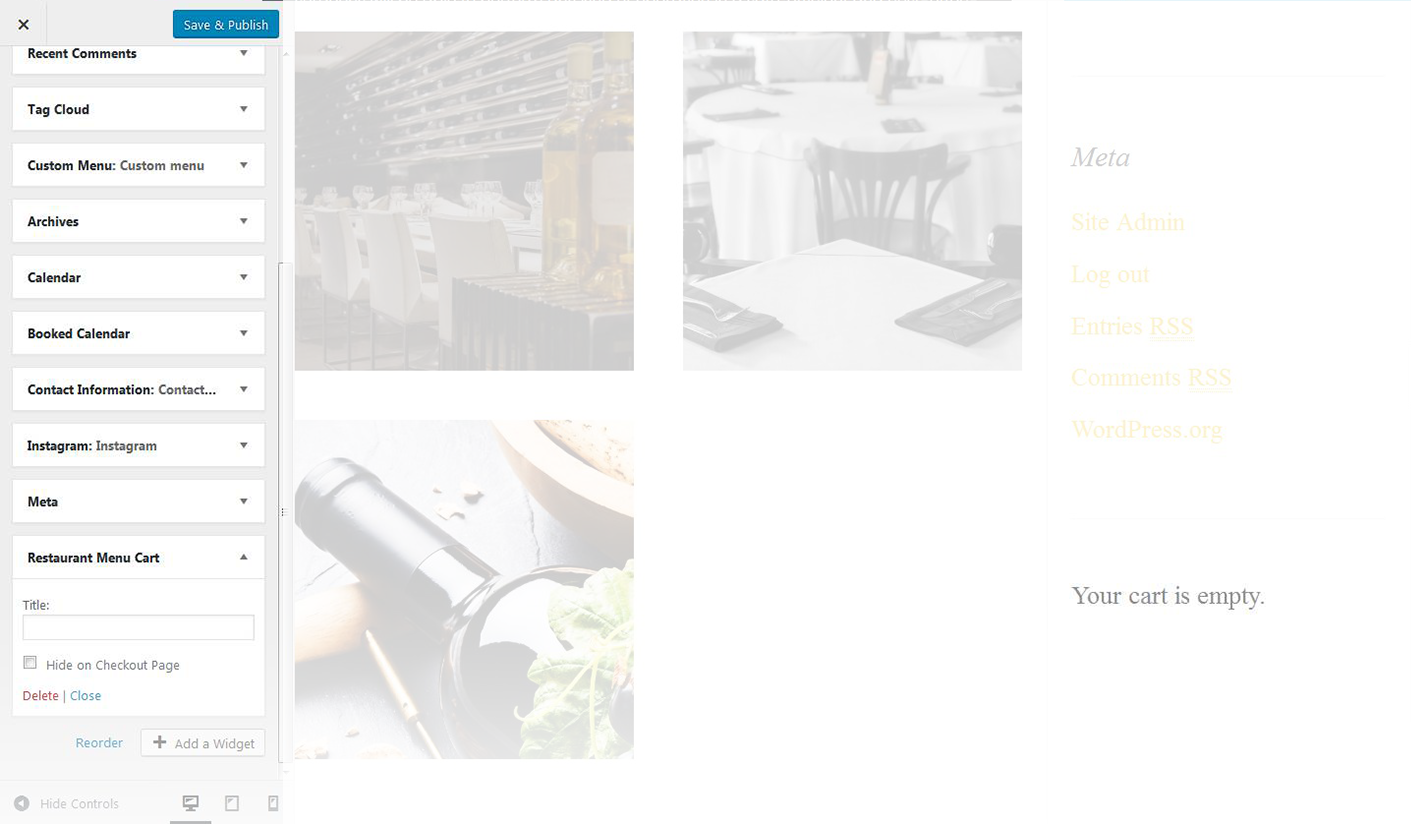 Save & Publish
Recent Comments
Tag Cloud
Custom Menu: Custom menu
Archives
Calendar
Booked Calendar
Contact Information: Contact...
Instagram: Instagram
Meta
Restaurant Menu Cart
Title:
Hide on Checkout Page
Delete | Close
Reorder
Add a Widget
Hide Controls
Meta
Site Admin
Log out
Entries RSS
Comments RSS
WordPress.org
Your cart is empty.